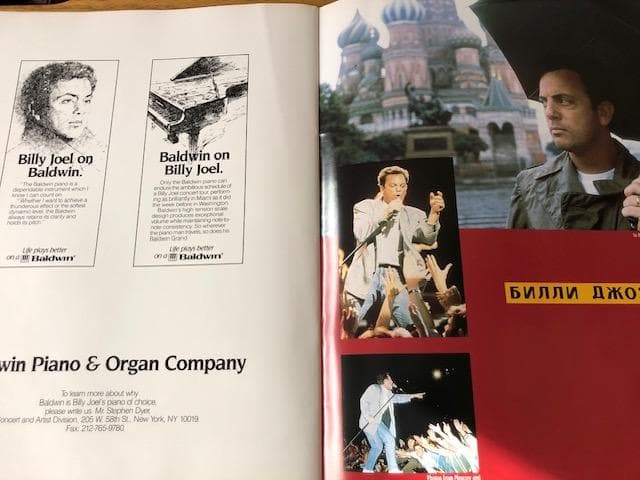 Billy Joel on
Baldwin.
"The Baldwin piano is a
dependable instrument which I
know I can count on.
"Whether I want to achieve a
thunderous effect or the softest
dynamic level, the Baldwin
always retains its clarity and
holds its pitch."
Life plays better
on a Baldwin®
Baldwin on
Billy Joel.
Only the Baldwin piano can
endure the ambitious schedule of
a Billy Joel concert tour, perform-
ing as brilliantly in Miami as it did
the week before in Washington.
Baldwin's high tension scale
design produces exceptional
volume while maintaining note-to-
note consistency. So wherever
the piano man travels, so does his
Baldwin Grand.
Life plays better
on a Baldwin®
win Piano & Organ Company
To learn more about why
Baldwin is Billy Joel's piano of choice,
please write us: Mr. Stephen Dyer,
oncert and Artist Division, 205 W. 58th St., New York, NY 10019.
Fax: 212-765-9780.
БИЛЛИ ДЖО
Photos from Moscow and